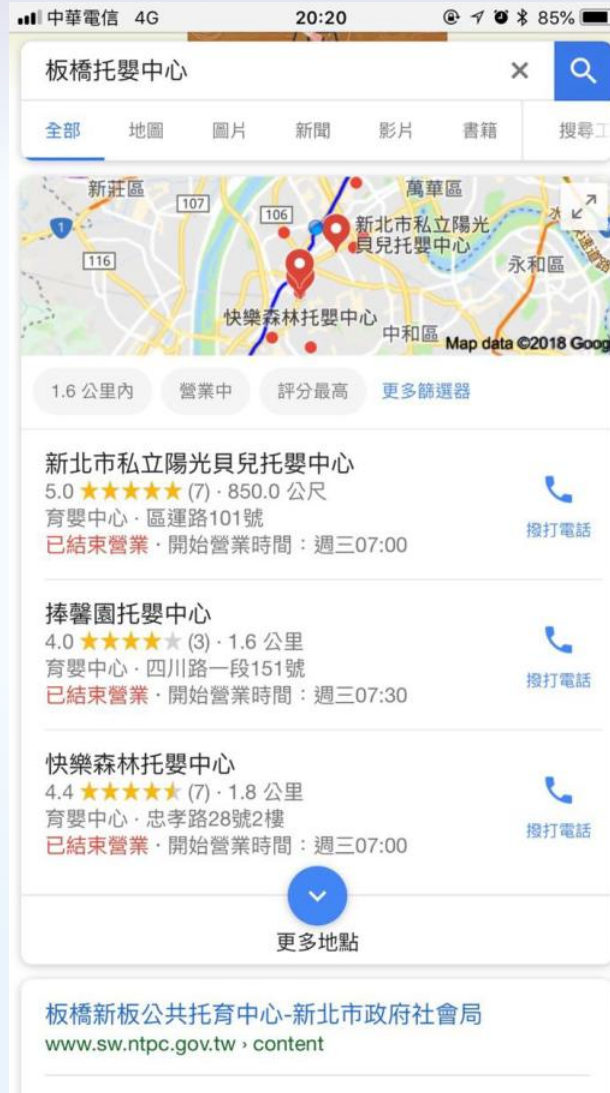 中華電信 4G 20:20 85%
板橋托嬰中心
全部 地圖 圖片 新聞 影片 書籍 搜尋工
新莊區
萬華區
107
106
1
116
新北市私立陽光
貝兒托嬰中心
永和區
快樂森林托嬰中心
中和區
Map data ©2018 Goog
1.6 公里內 營業中 評分最高 更多篩選器
新北市私立陽光貝兒托嬰中心
5.0 ★★★★★ (7) · 850.0 公尺
育嬰中心 · 區運路101號
已結束營業 · 開始營業時間：週三07:00
撥打電話
捧馨園托嬰中心
4.0 ★★★★★ (3) · 1.6 公里
育嬰中心 · 四川路一段151號
已結束營業 · 開始營業時間：週三07:30
撥打電話
快樂森林托嬰中心
4.4 ★★★★★ (7) · 1.8 公里
育嬰中心 · 忠孝路28號2樓
已結束營業 · 開始營業時間：週三07:00
撥打電話
更多地點
板橋新板公共托育中心-新北市政府社會局
www.sw.ntpc.gov.tw › content